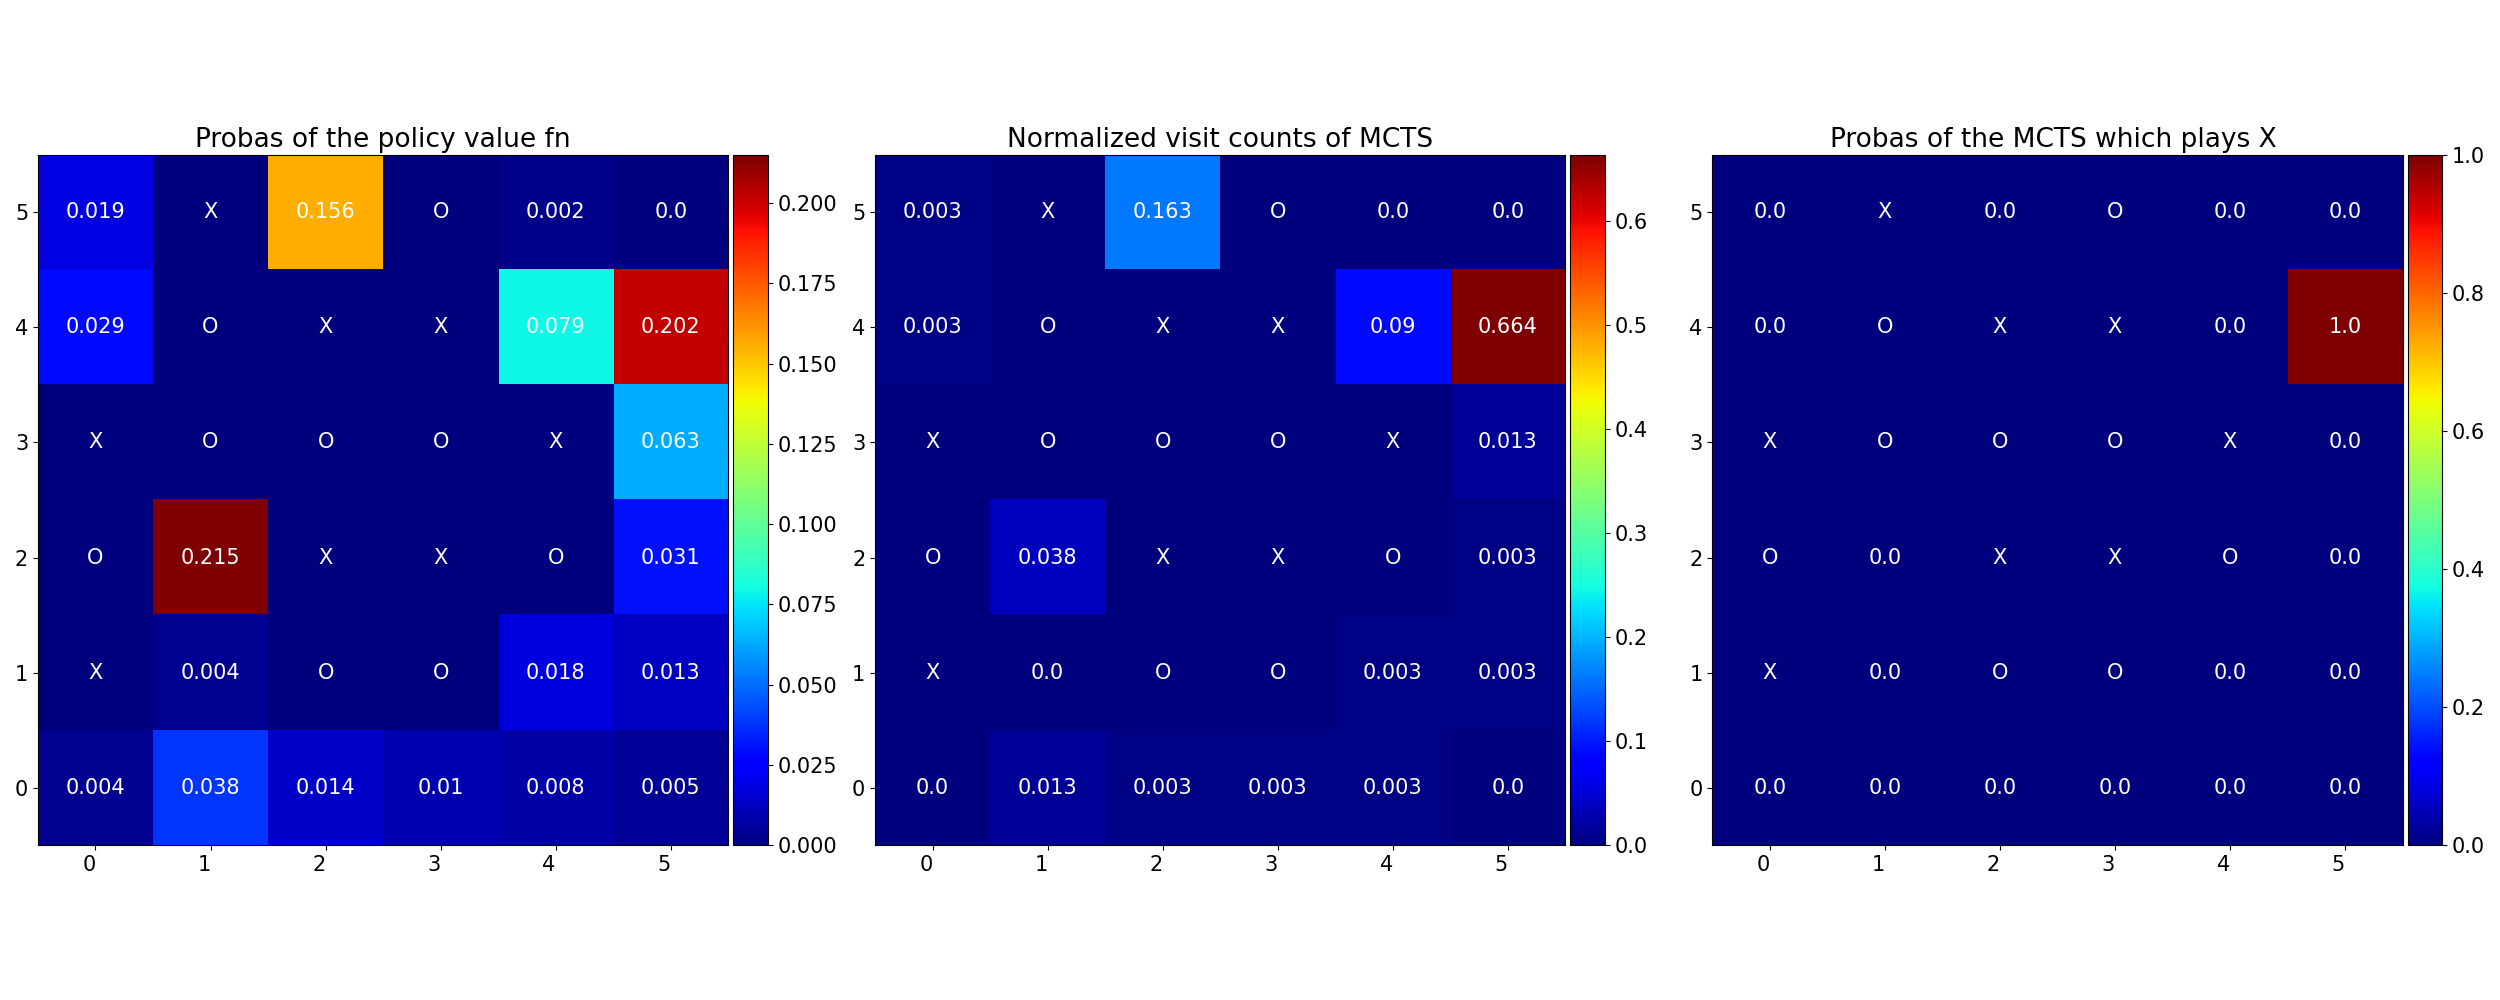 Probas of the policy value fn
0.019 X 0.156 O 0.002 0.0
0.029 O X X 0.079 0.202
X O O O X 0.063
O 0.215 X X O 0.031
X 0.004 O O 0.018 0.013
0.004 0.038 0.014 0.01 0.008 0.005
5
4
3
2
1
0
0 1 2 3 4 5
0.200
0.175
0.150
0.125
0.100
0.075
0.050
0.025
0.000
Normalized visit counts of MCTS
0.003 X 0.163 O 0.0 0.0
0.003 O X X 0.09 0.664
X O O O X 0.013
O 0.038 X X O 0.003
X 0.0 O O 0.003 0.003
0.0 0.013 0.003 0.003 0.003 0.0
5
4
3
2
1
0
0 1 2 3 4 5
0.6
0.5
0.4
0.3
0.2
0.1
0.0
Probas of the MCTS which plays X
0.0 X 0.0 O 0.0 0.0
0.0 O X X 0.0 1.0
X O O O X 0.0
O 0.0 X X O 0.0
X 0.0 O O 0.0 0.0
0.0 0.0 0.0 0.0 0.0 0.0
5
4
3
2
1
0
0 1 2 3 4 5
1.0
0.8
0.6
0.4
0.2
0.0